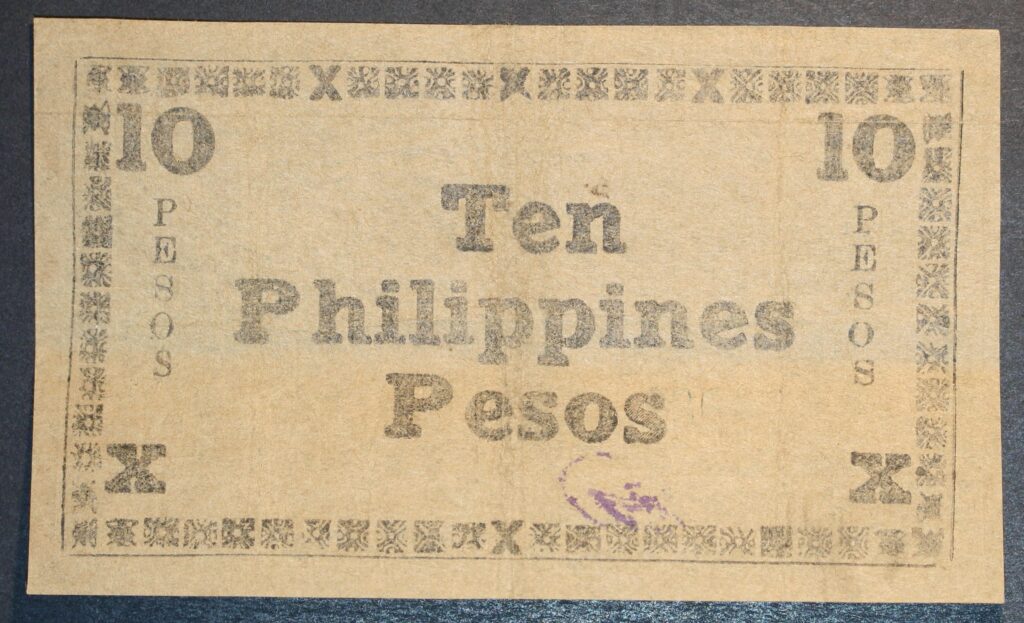 X X X
10 10
PESOS PESOS
Ten
Philippines
Pesos
X X
X